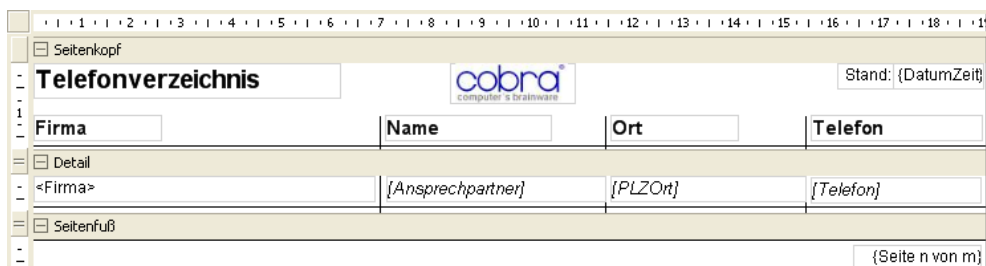 1 2 3 4 5 6 7 8 9 10 11 12 13 14 15 16 17 18 1
Seitenkopf
Telefonverzeichnis cobra computer's brainware Stand: {DatumZeit}
1
Firma Name Ort Telefon
Detail
<Firma> [Ansprechpartner] [PLZOrt] [Telefon]
Seitenfuß
{Seite n von m}